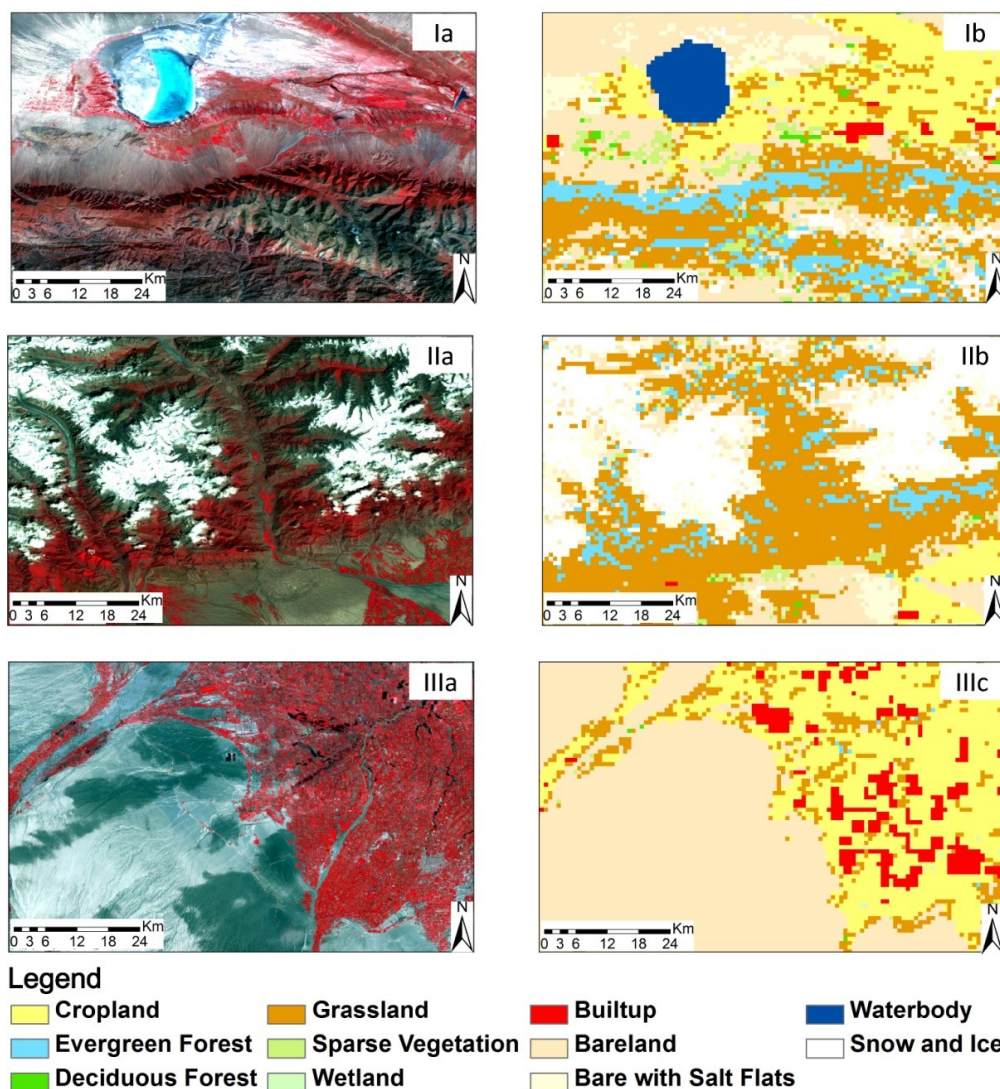 Ia
Ib
Km
0 3 6 12 18 24
N
Km
0 3 6 12 18 24
N
IIa
IIb
Km
0 3 6 12 18 24
N
Km
0 3 6 12 18 24
N
IIIa
IIIc
Km
0 3 6 12 18 24
N
Km
0 3 6 12 18 24
N
Legend
Cropland Grassland Builtup Waterbody
Evergreen Forest Sparse Vegetation Bareland Snow and Ice
Deciduous Forest Wetland Bare with Salt Flats